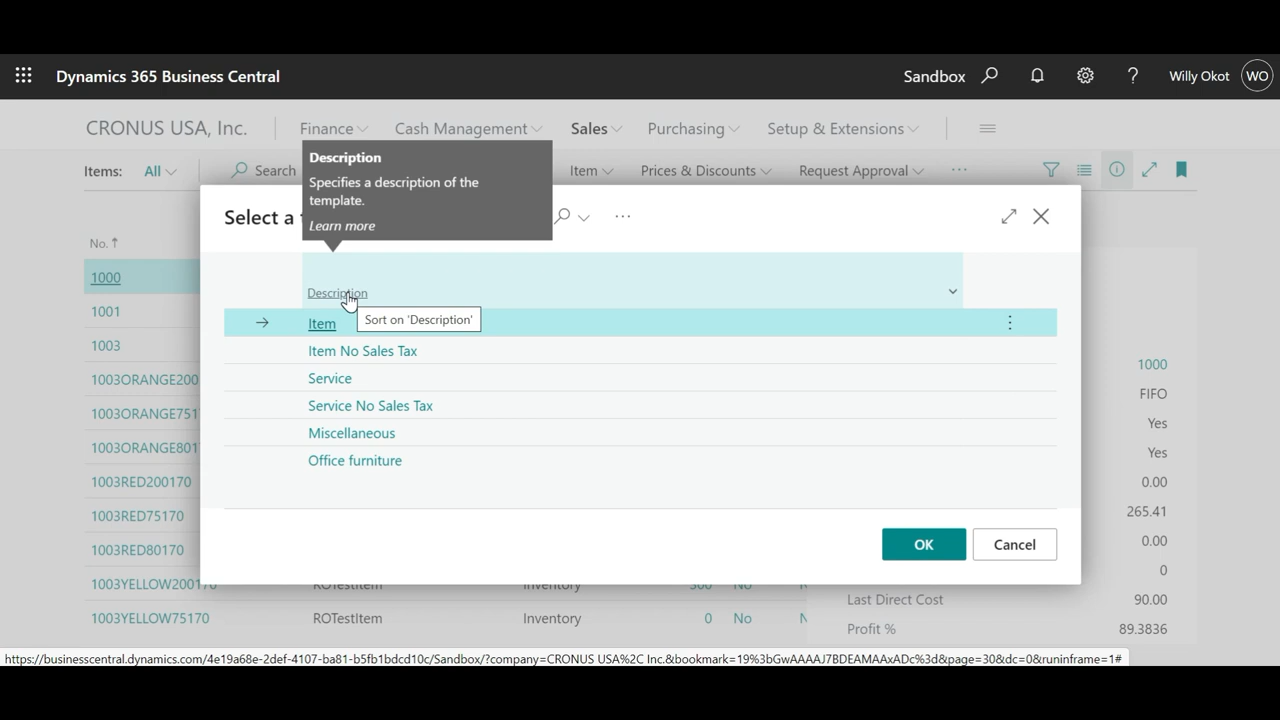 Dynamics 365 Business Central
Sandbox
Willy Okot
WO
CRONUS USA, Inc.
Finance
Cash Management
Sales
Purchasing
Setup & Extensions
Items:
All
Search
Item
Prices & Discounts
Request Approval
...
Description
Specifies a description of the
template.
Learn more
Select a
...
No. ↑
Description
Sort on 'Description'
Item
Item No Sales Tax
Service
Service No Sales Tax
Miscellaneous
Office furniture
OK
Cancel
1000
1001
1003
1003ORANGE200
1003ORANGE751
1003ORANGE801
1003RED200170
1003RED75170
1003RED80170
1003YELLOW200170 ROTestItem Inventory 300 No
1003YELLOW75170 ROTestItem Inventory 0 No
1000
FIFO
Yes
Yes
0.00
265.41
0.00
0
Last Direct Cost 90.00
Profit % 89.3836
https://businesscentral.dynamics.com/4e19a68e-2def-4107-ba81-b5fb1bdcd10c/Sandbox/?company=CRONUS USA%2C Inc.&bookmark=19%3bGwAAAAJ7BDEAMAAxADc%3d&page=30&dc=0&runinframe=1#